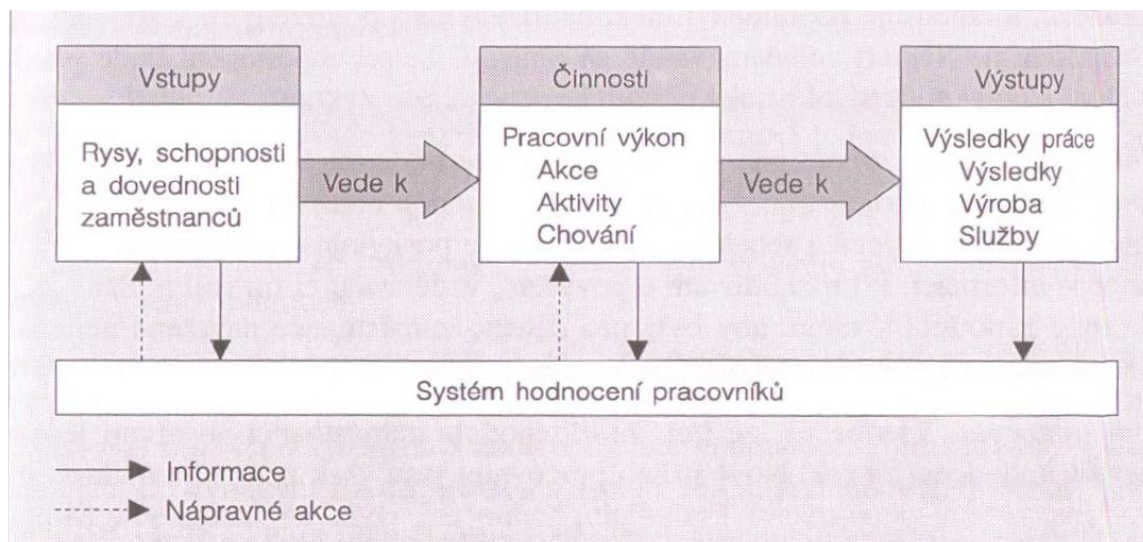 Vstupy
Rysy, schopnosti
a dovednosti
zaměstnanců
Vede k
Činnosti
Pracovní výkon
Akce
Aktivity
Chování
Vede k
Výstupy
Výsledky práce
Výsledky
Výroba
Služby
Systém hodnocení pracovníků
Informace
Nápravné akce